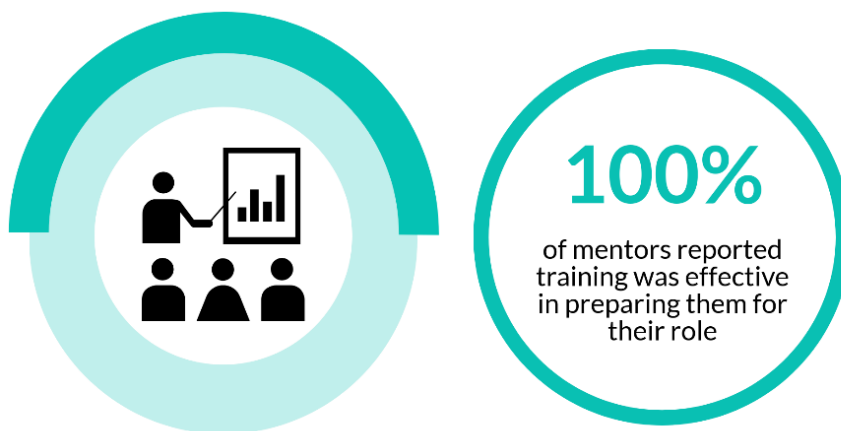 100%
of mentors reported
training was effective
in preparing them for
their role